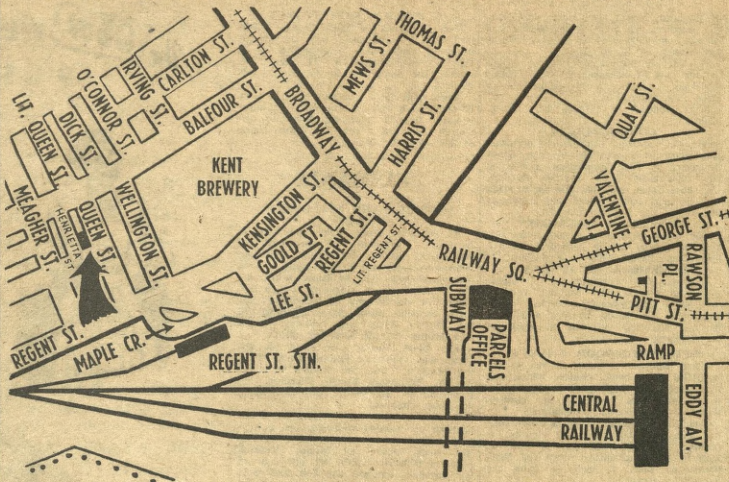 THOMAS ST.
MEWS ST.
HARRIS ST.
BROADWAY
CARLTON ST.
IRVING ST.
O'CONNOR ST.
BALFOUR ST.
DICK ST.
LIT. QUEEN ST.
KENT
BREWERY
WELLINGTON ST.
QUEEN ST.
HENRIETTA ST.
MEAGHER ST.
KENSINGTON ST.
GOOLD ST.
REGENT ST.
LIT. REGENT ST.
QUAY ST.
VALENTINE
ST.
GEORGE ST.
RAILWAY SQ.
RAWSON
PL.
PITT ST.
LEE ST.
SUBWAY
PARCELS
OFFICE
REGENT ST.
MAPLE CR.
REGENT ST. STN.
RAMP
EDDY AV.
CENTRAL
RAILWAY